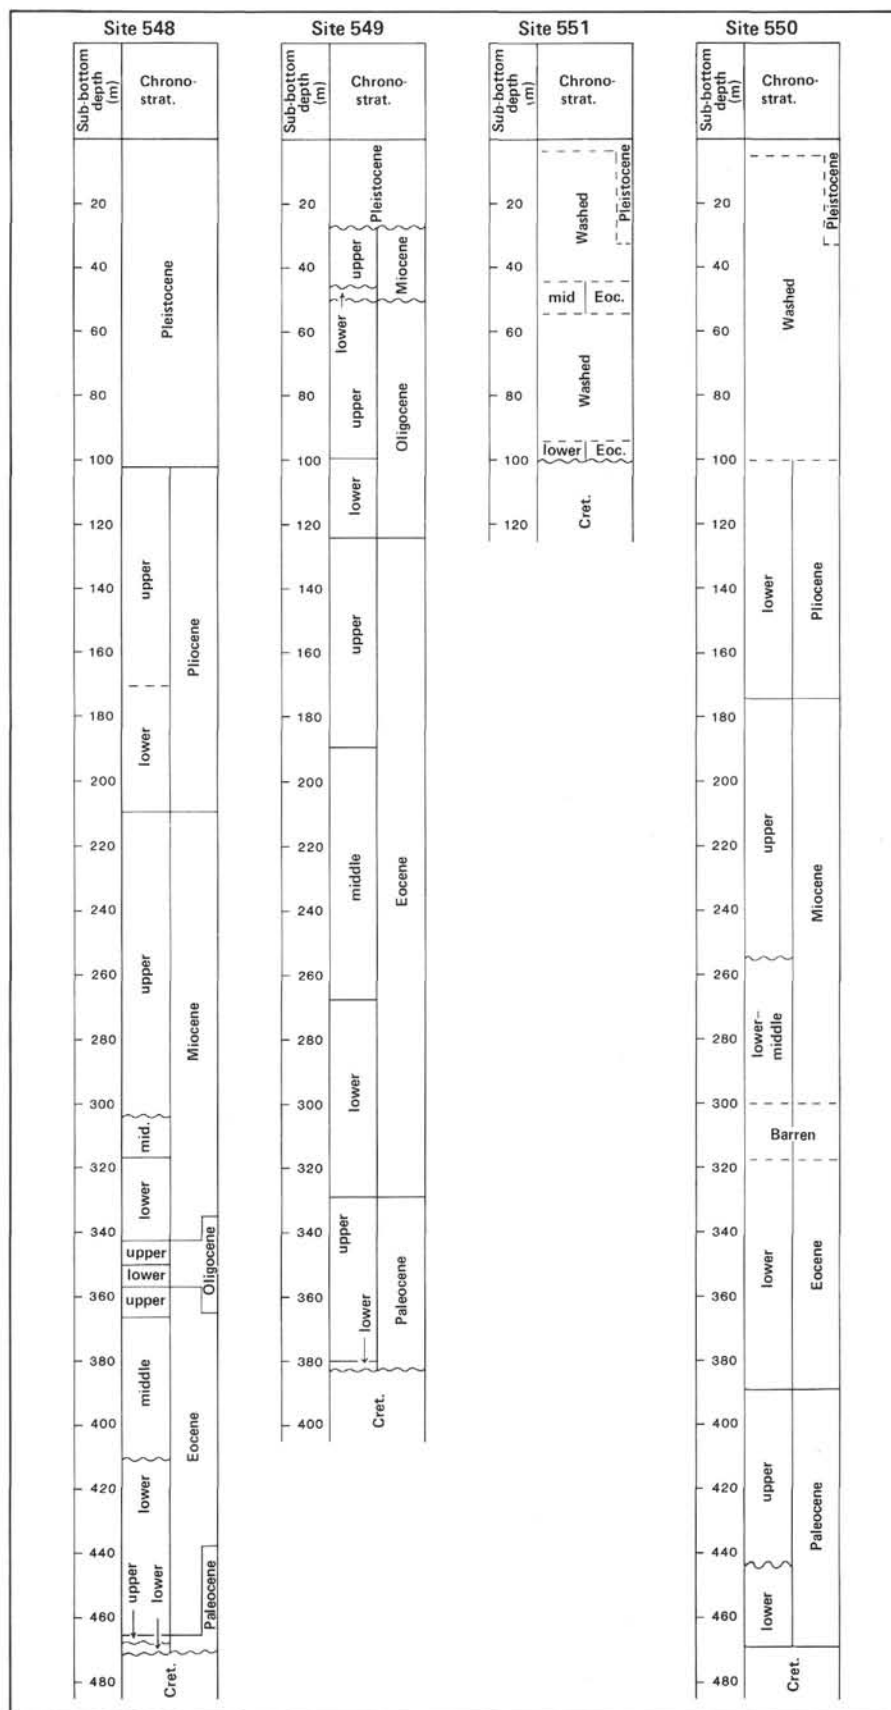 Site 548
Sub-bottom
depth
(m)
Chrono-
strat.
20
40
60
80
100
120
140
160
180
200
220
240
260
280
300
320
340
360
380
400
420
440
460
480
Pleistocene
upper
lower
Pliocene
upper
mid.
lower
Miocene
upper
lower
Oligocene
upper
middle
lower
Eocene
upper
lower
Paleocene
Cret.
Site 549
Sub-bottom
depth
(m)
Chrono-
strat.
20
40
60
80
100
120
140
160
180
200
220
240
260
280
300
320
340
360
380
400
Pleistocene
upper
lower
Miocene
upper
lower
Oligocene
upper
middle
lower
Eocene
upper
lower
Paleocene
Cret.
Site 551
Sub-bottom
depth
(m)
Chrono-
strat.
20
40
60
80
100
120
Washed
Pleistocene
mid Eoc.
Washed
lower Eoc.
Cret.
Site 550
Sub-bottom
depth
(m)
Chrono-
strat.
20
40
60
80
100
120
140
160
180
200
220
240
260
280
300
320
340
360
380
400
420
440
460
480
Washed
Pleistocene
lower
Pliocene
upper
lower–
middle
Miocene
Barren
lower
Eocene
upper
lower
Paleocene
Cret.